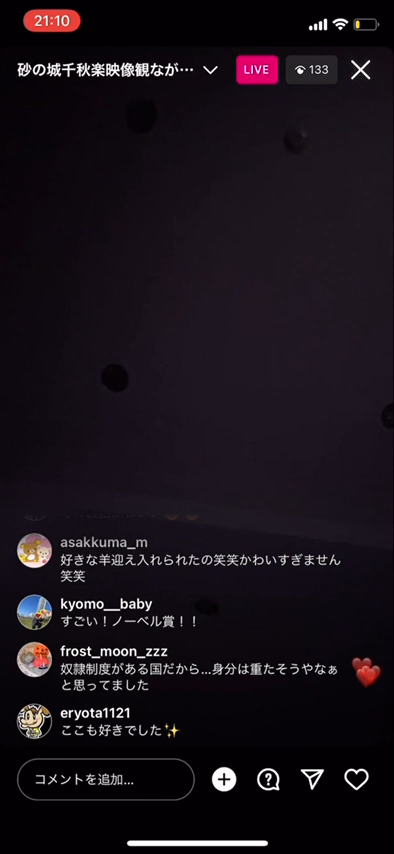 21:10
砂の城千秋楽映像観なが…
LIVE
133
asakkuma_m
好きな羊迎え入れられたの笑笑かわいすぎません
笑笑
kyomo__baby
すごい！ノーベル賞！！
frost_moon_zzz
奴隷制度がある国だから…身分は重たそうやなぁ
と思ってました
eryota1121
ここも好きでした✨
コメントを追加…